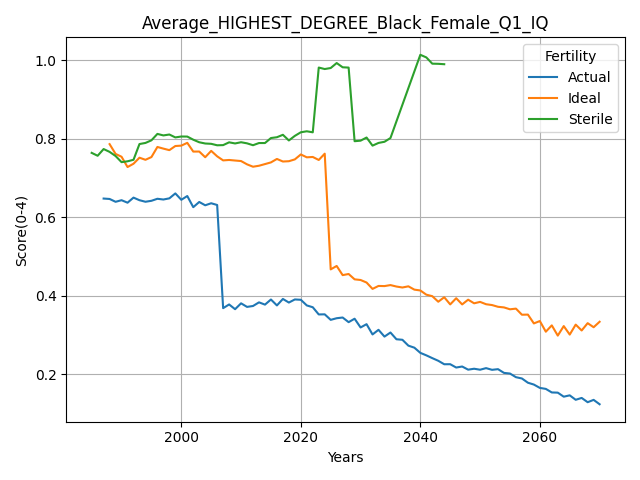 Average_HIGHEST_DEGREE_Black_Female_Q1_IQ
Fertility
Actual
Ideal
Sterile
Score(0-4)
1.0
0.8
0.6
0.4
0.2
2000 2020 2040 2060
Years